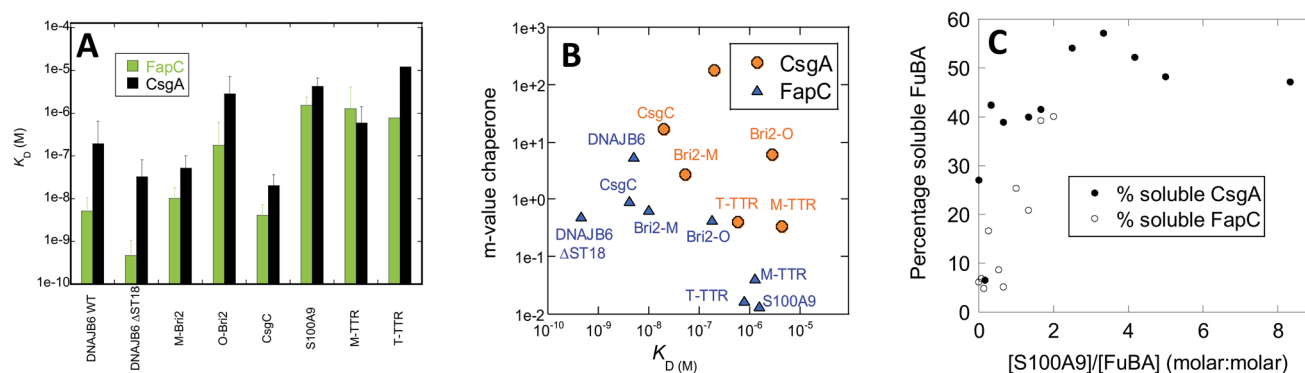 A
FapC
CsgA
1e-4
1e-5
1e-6
1e-7
1e-8
1e-9
1e-10
K_D (M)
DNAJB6 WT
DNAJB6 ΔST18
M-Bri2
O-Bri2
CsgC
S100A9
M-TTR
T-TTR
B
CsgA
FapC
1e+3
1e+2
1e+1
1e+0
1e-1
1e-2
m-value chaperone
CsgC
DNAJB6
Bri2-O
Bri2-M
CsgC
T-TTR
M-TTR
DNAJB6
ΔST18
Bri2-M
Bri2-O
M-TTR
T-TTR
S100A9
10⁻¹⁰ 10⁻⁹ 10⁻⁸ 10⁻⁷ 10⁻⁶ 10⁻⁵
K_D (M)
C
60
50
40
30
20
10
0
Percentage soluble FuBA
% soluble CsgA
% soluble FapC
0 2 4 6 8
[S100A9]/[FuBA] (molar:molar)